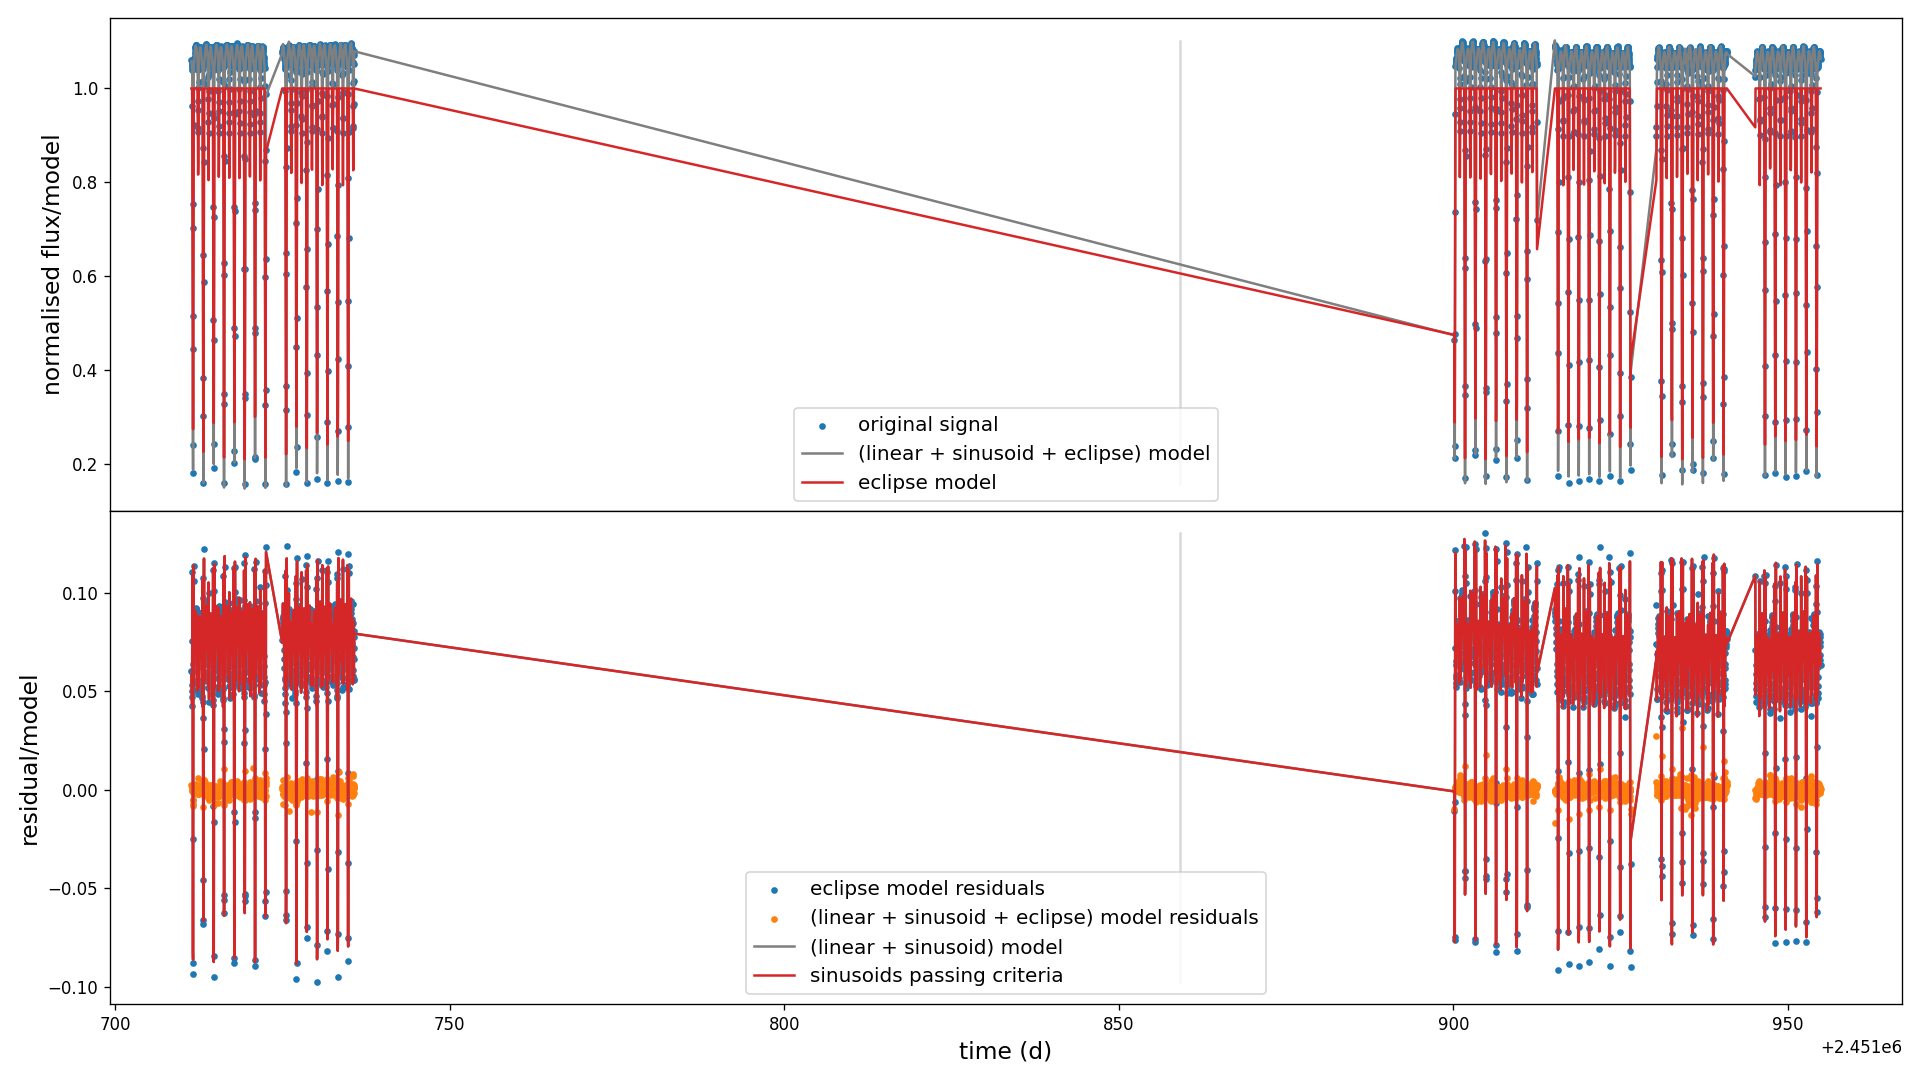 normalised flux/model
1.0
0.8
0.6
0.4
0.2
original signal
(linear + sinusoid + eclipse) model
eclipse model
residual/model
0.10
0.05
0.00
−0.05
−0.10
eclipse model residuals
(linear + sinusoid + eclipse) model residuals
(linear + sinusoid) model
sinusoids passing criteria
700 750 800 850 900 950
time (d)
+2.451e6